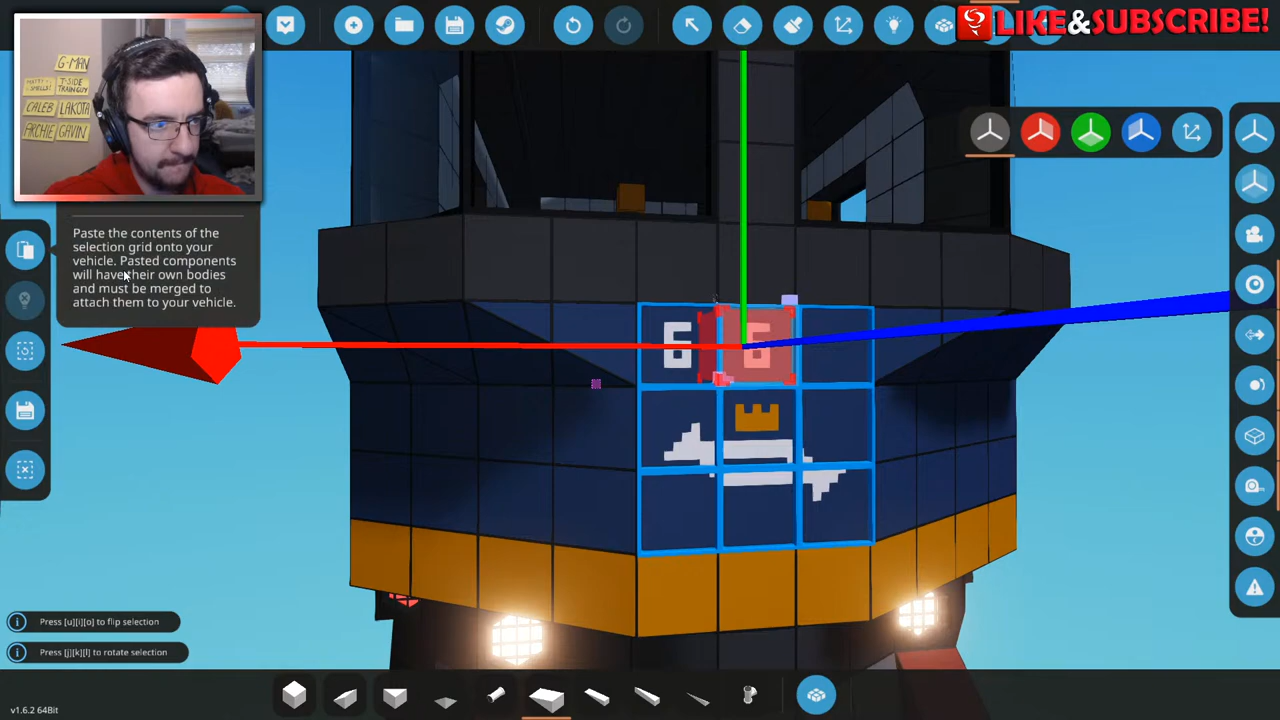 LIKE&SUBSCRIBE!
G-MAN
MATTY SMELLS!
T-SIDE TRAIN GUY
CALEB
LAKOTA
ARCHIE
GAVIN
Paste the contents of the
selection grid onto your
vehicle. Pasted components
will have their own bodies
and must be merged to
attach them to your vehicle.
6 6
Press [u][i][o] to flip selection
Press [j][k][l] to rotate selection
v1.6.2 64Bit